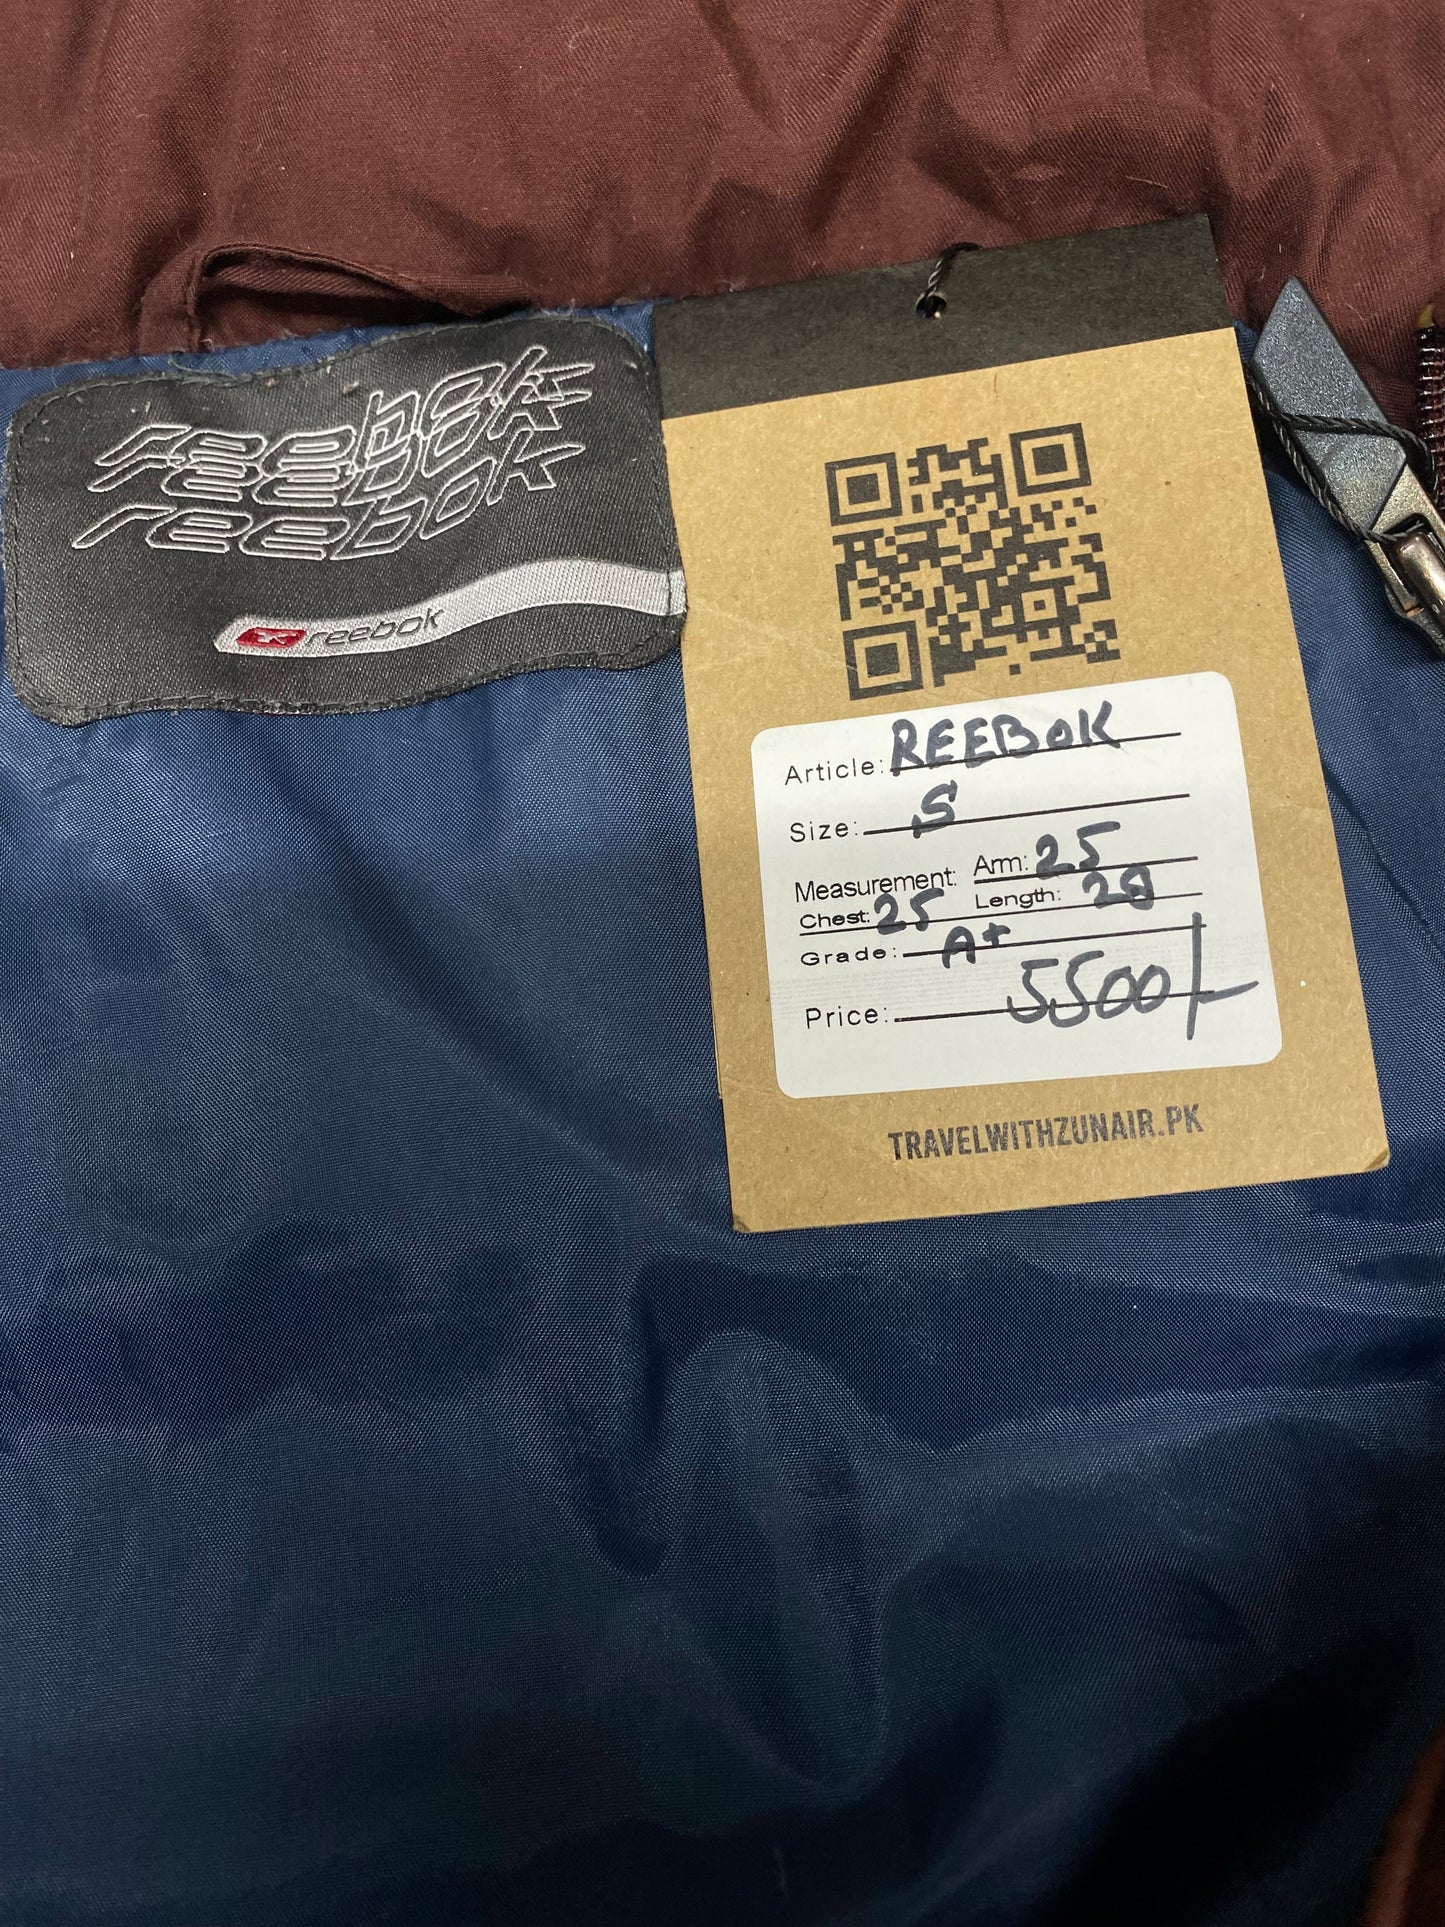 reebok
reebok
reebok
reebok
Article: REEBOK
Size: S
Measurement: Arm: 25
Chest: 25 Length: 28
Grade: A+
Price: 5500/-
TRAVELWITHZUNAIR.PK